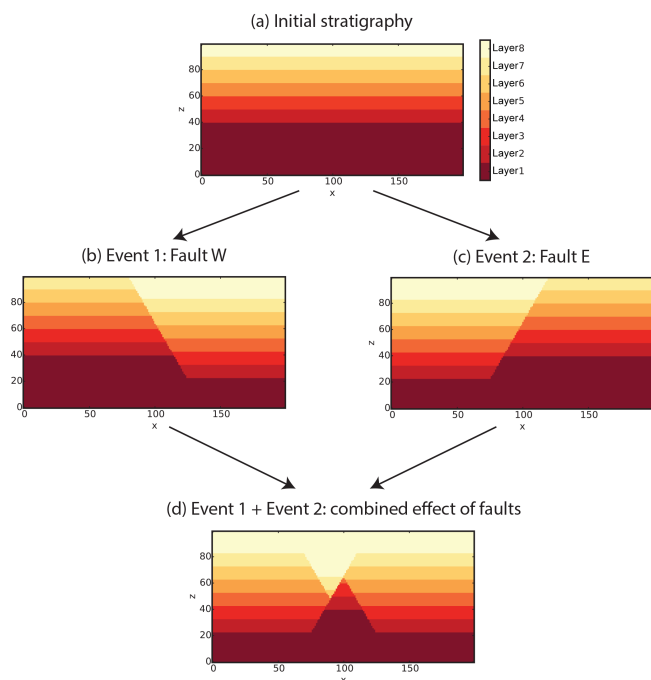 (a) Initial stratigraphy
z
80
60
40
20
0
0 50 100 150
x
Layer8
Layer7
Layer6
Layer5
Layer4
Layer3
Layer2
Layer1
(b) Event 1: Fault W
80
60
40
20
0
0 50 100 150
x
(c) Event 2: Fault E
z
80
60
40
20
0
0 50 100 150
x
(d) Event 1 + Event 2: combined effect of faults
z
80
60
40
20
0
0 50 100 150
x